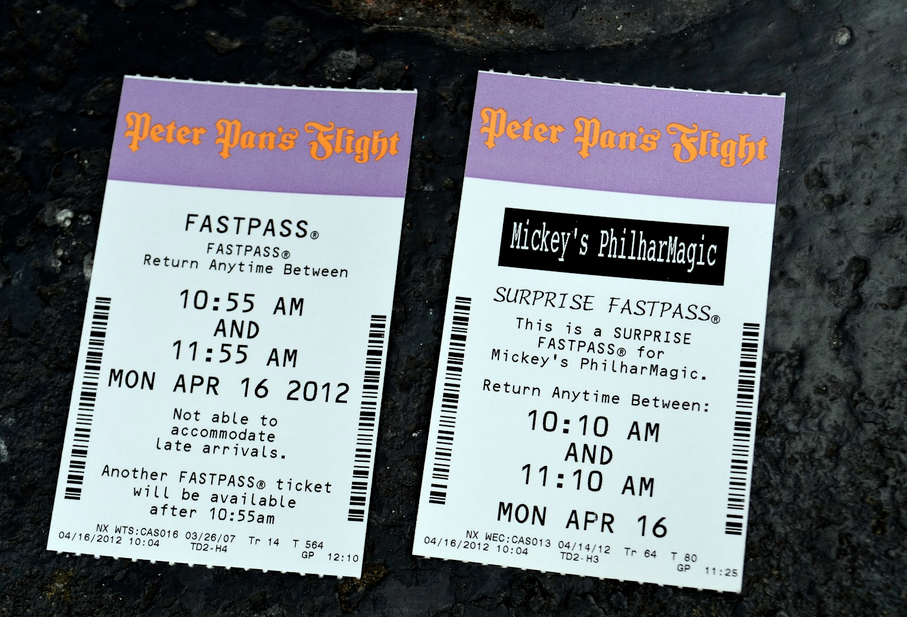 Peter Pan's Flight
FASTPASS®
FASTPASS®
Return Anytime Between
10:55 AM
AND
11:55 AM
MON APR 16 2012
Not able to
accommodate
late arrivals.
Another FASTPASS® ticket
will be available
after 10:55am
NX WTS:CAS016 03/26/07 Tr 14 T 564
04/16/2012 10:04 TD2-H4 GP 12:10
Peter Pan's Flight
Mickey's PhilharMagic
SURPRISE FASTPASS®
This is a SURPRISE
FASTPASS® for
Mickey's PhilharMagic.
Return Anytime Between:
10:10 AM
AND
11:10 AM
MON APR 16
NX WEC:CAS013 04/14/12 Tr 64 T 80
04/16/2012 10:04 TD2-H3 GP 11:25